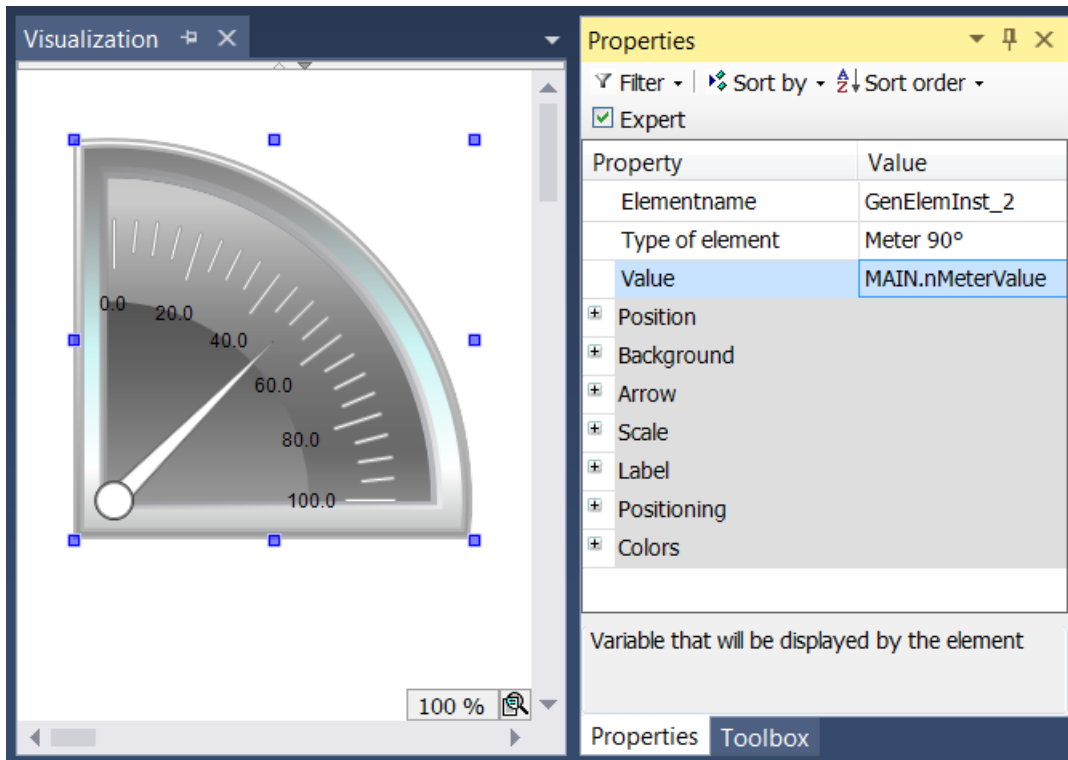 Visualization
0.0
20.0
40.0
60.0
80.0
100.0
100 %
Properties
Filter Sort by Sort order
Expert
Property Value
Elementname GenElemInst_2
Type of element Meter 90°
Value MAIN.nMeterValue
Position
Background
Arrow
Scale
Label
Positioning
Colors
Variable that will be displayed by the element
Properties Toolbox